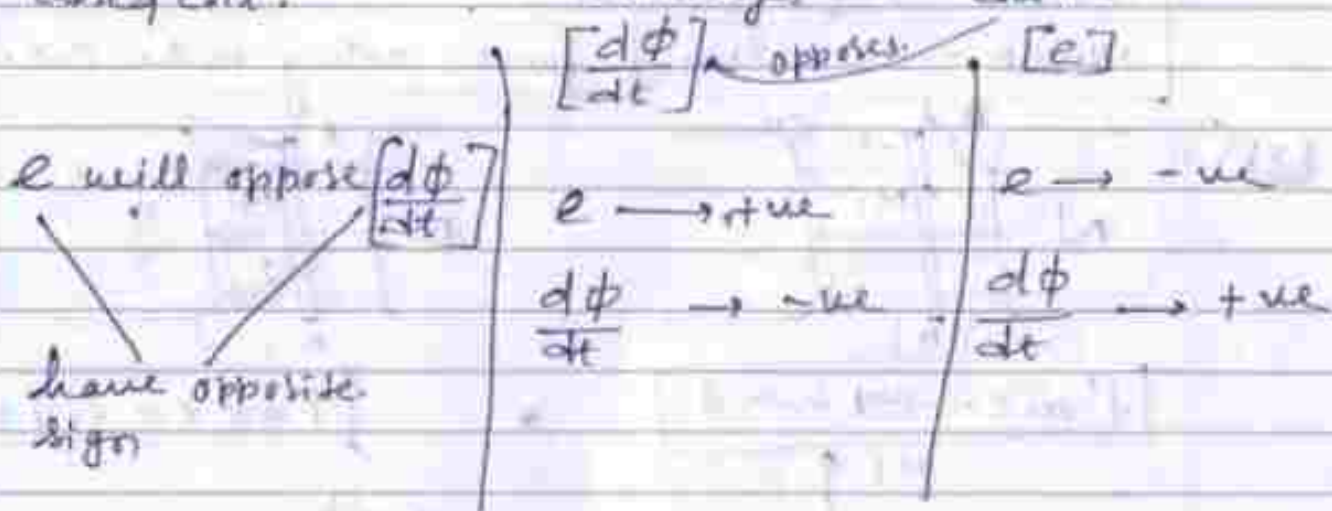 [dφ/dt] opposes. [e]
e will oppose [dφ/dt]
have opposite.
sign
e → +ve
dφ/dt → -ve
e → -ve
dφ/dt → +ve